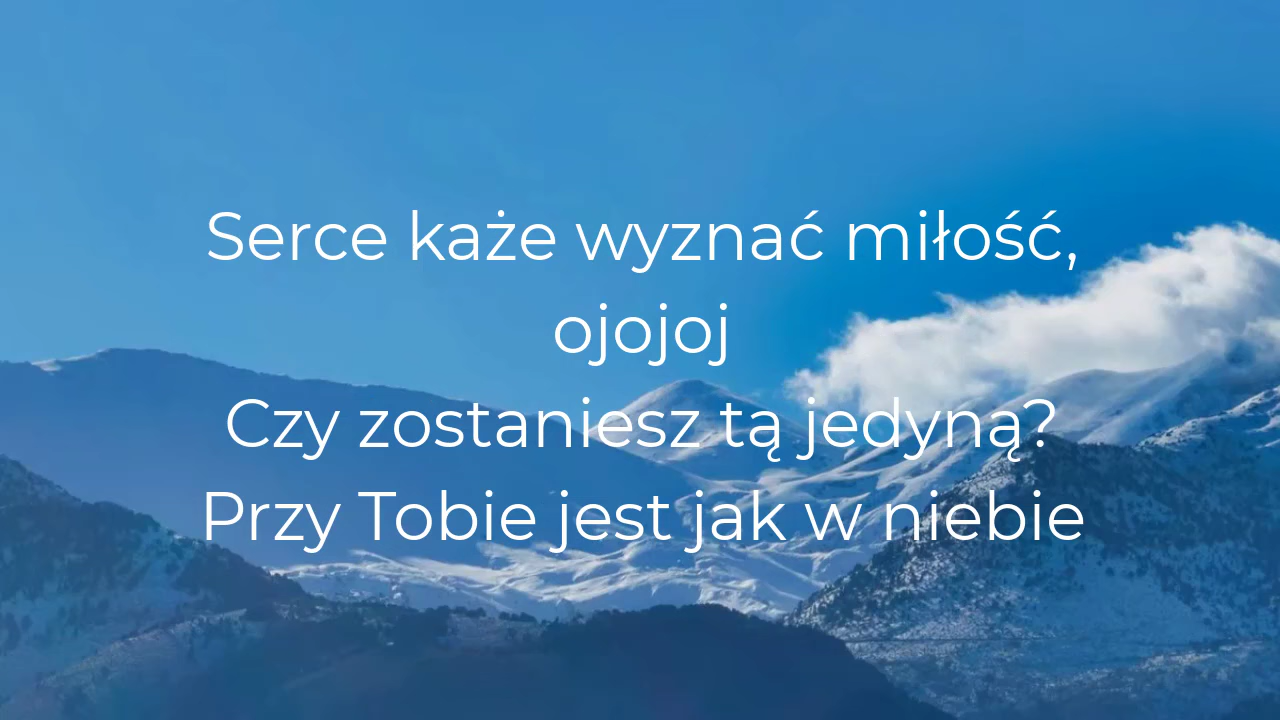 Serce każe wyznać miłość,
ojojoj
Czy zostaniesz tą jedyną?
Przy Tobie jest jak w niebie